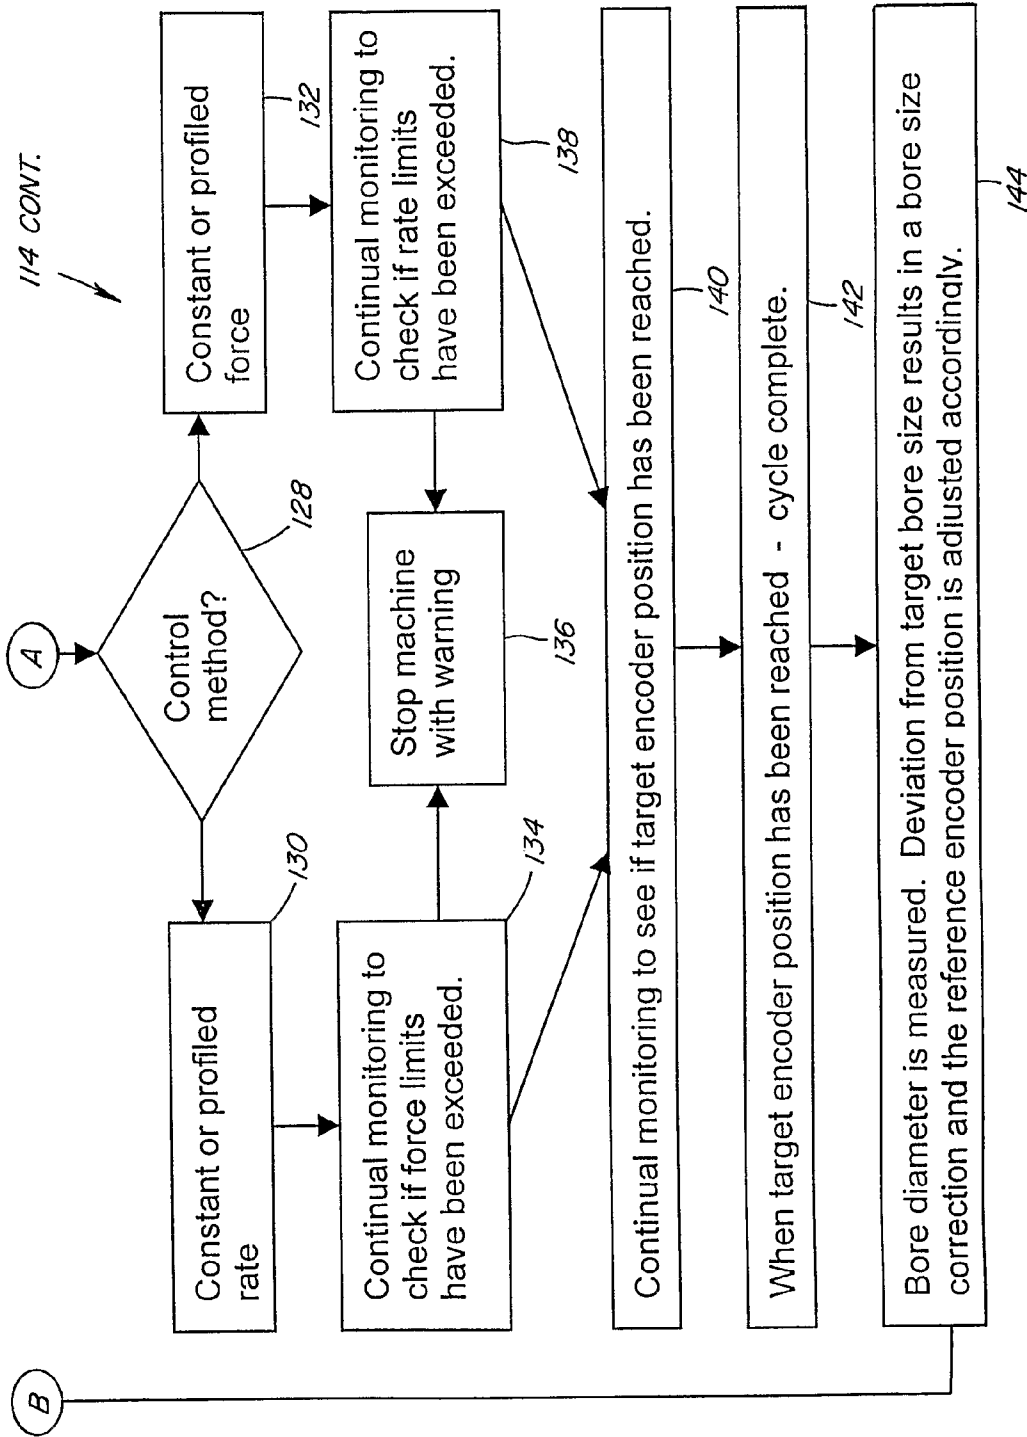 114 CONT.
A
B
Control
method?
128
Constant or profiled
rate
130
Constant or profiled
force
132
Continual monitoring to
check if force limits
have been exceeded.
134
Stop machine
with warning
136
Continual monitoring to
check if rate limits
have been exceeded.
138
Continual monitoring to see if target encoder position has been reached.
140
When target encoder position has been reached - cycle complete.
142
Bore diameter is measured. Deviation from target bore size results in a bore size
correction and the reference encoder position is adjusted accordingly.
144